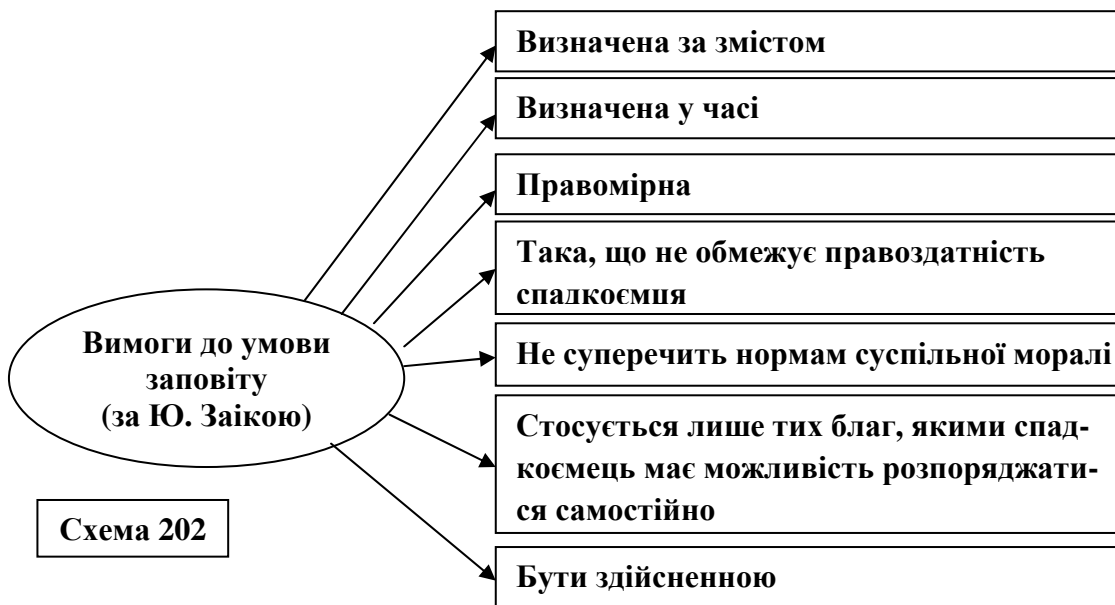 Визначена за змістом
Визначена у часі
Правомірна
Така, що не обмежує правоздатність
спадкоємця
Вимоги до умови
заповіту
(за Ю. Заікою)
Не суперечить нормам суспільної моралі
Стосується лише тих благ, якими спад-
коємець має можливість розпоряджати-
ся самостійно
Схема 202
Бути здійсненною